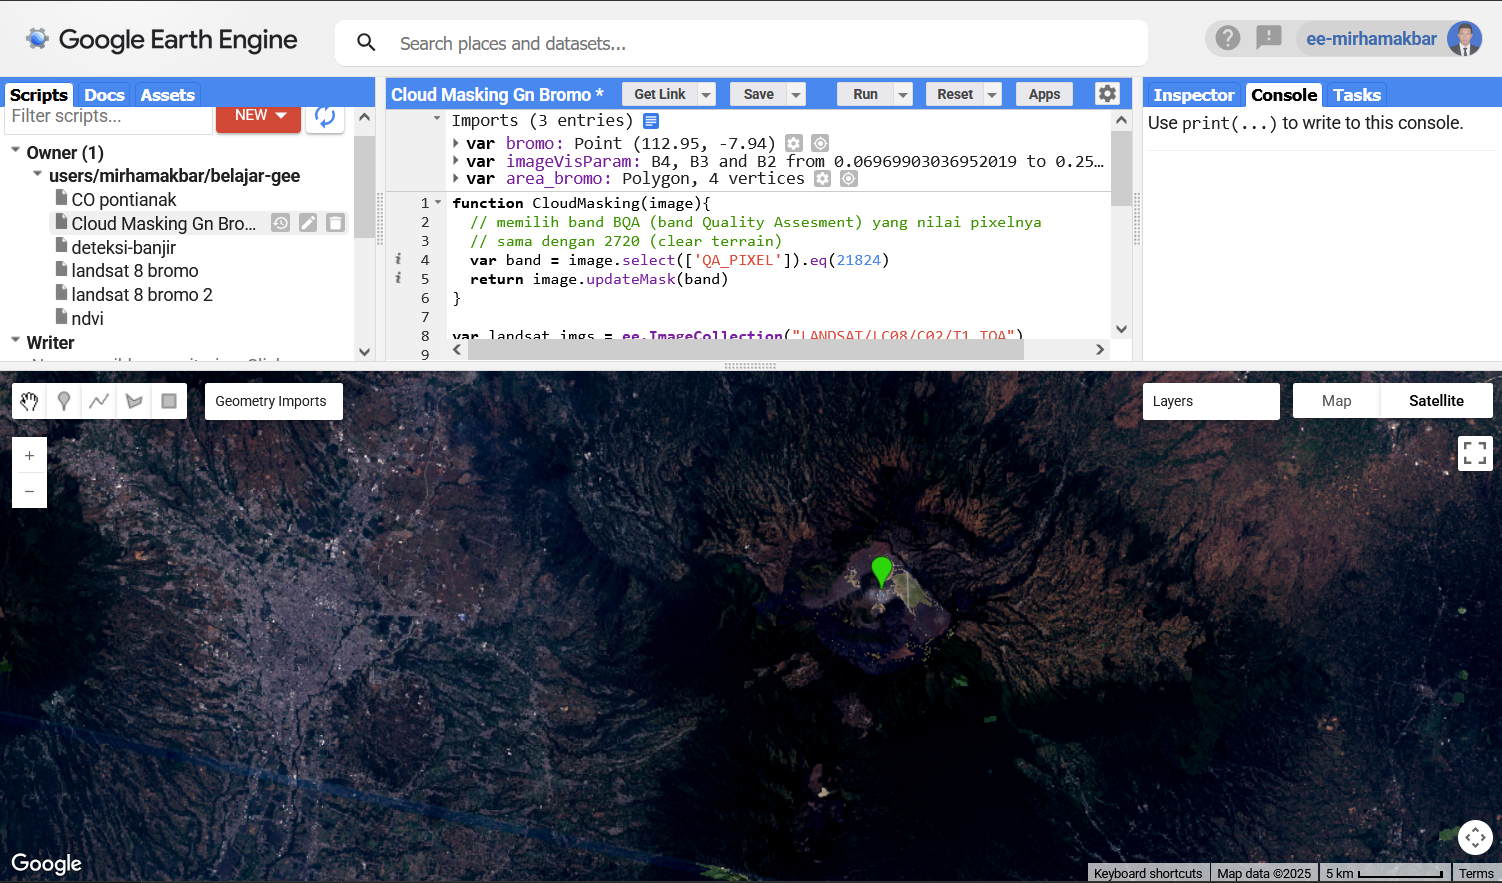 Google Earth Engine
Search places and datasets...
ee-mirhamakbar
Scripts Docs Assets
Filter scripts...
NEW
Owner (1)
users/mirhamakbar/belajar-gee
CO pontianak
Cloud Masking Gn Bro...
deteksi-banjir
landsat 8 bromo
landsat 8 bromo 2
ndvi
Writer
Cloud Masking Gn Bromo *
Get Link
Save
Run
Reset
Apps
Imports (3 entries)
var bromo: Point (112.95, -7.94)
var imageVisParam: B4, B3 and B2 from 0.06969903036952019 to 0.25...
var area_bromo: Polygon, 4 vertices
1 function CloudMasking(image){
2 // memilih band BQA (band Quality Assesment) yang nilai pixelnya
3 // sama dengan 2720 (clear terrain)
i 4 var band = image.select(['QA_PIXEL']).eq(21824)
i 5 return image.updateMask(band)
6 }
7
8 var landsat_imgs = ee.ImageCollection("LANDSAT/LC08/C02/T1_TOA")
9
Inspector Console Tasks
Use print(...) to write to this console.
Geometry Imports
Layers
Map
Satellite
+
−
Google
Keyboard shortcuts
Map data ©2025
5 km
Terms